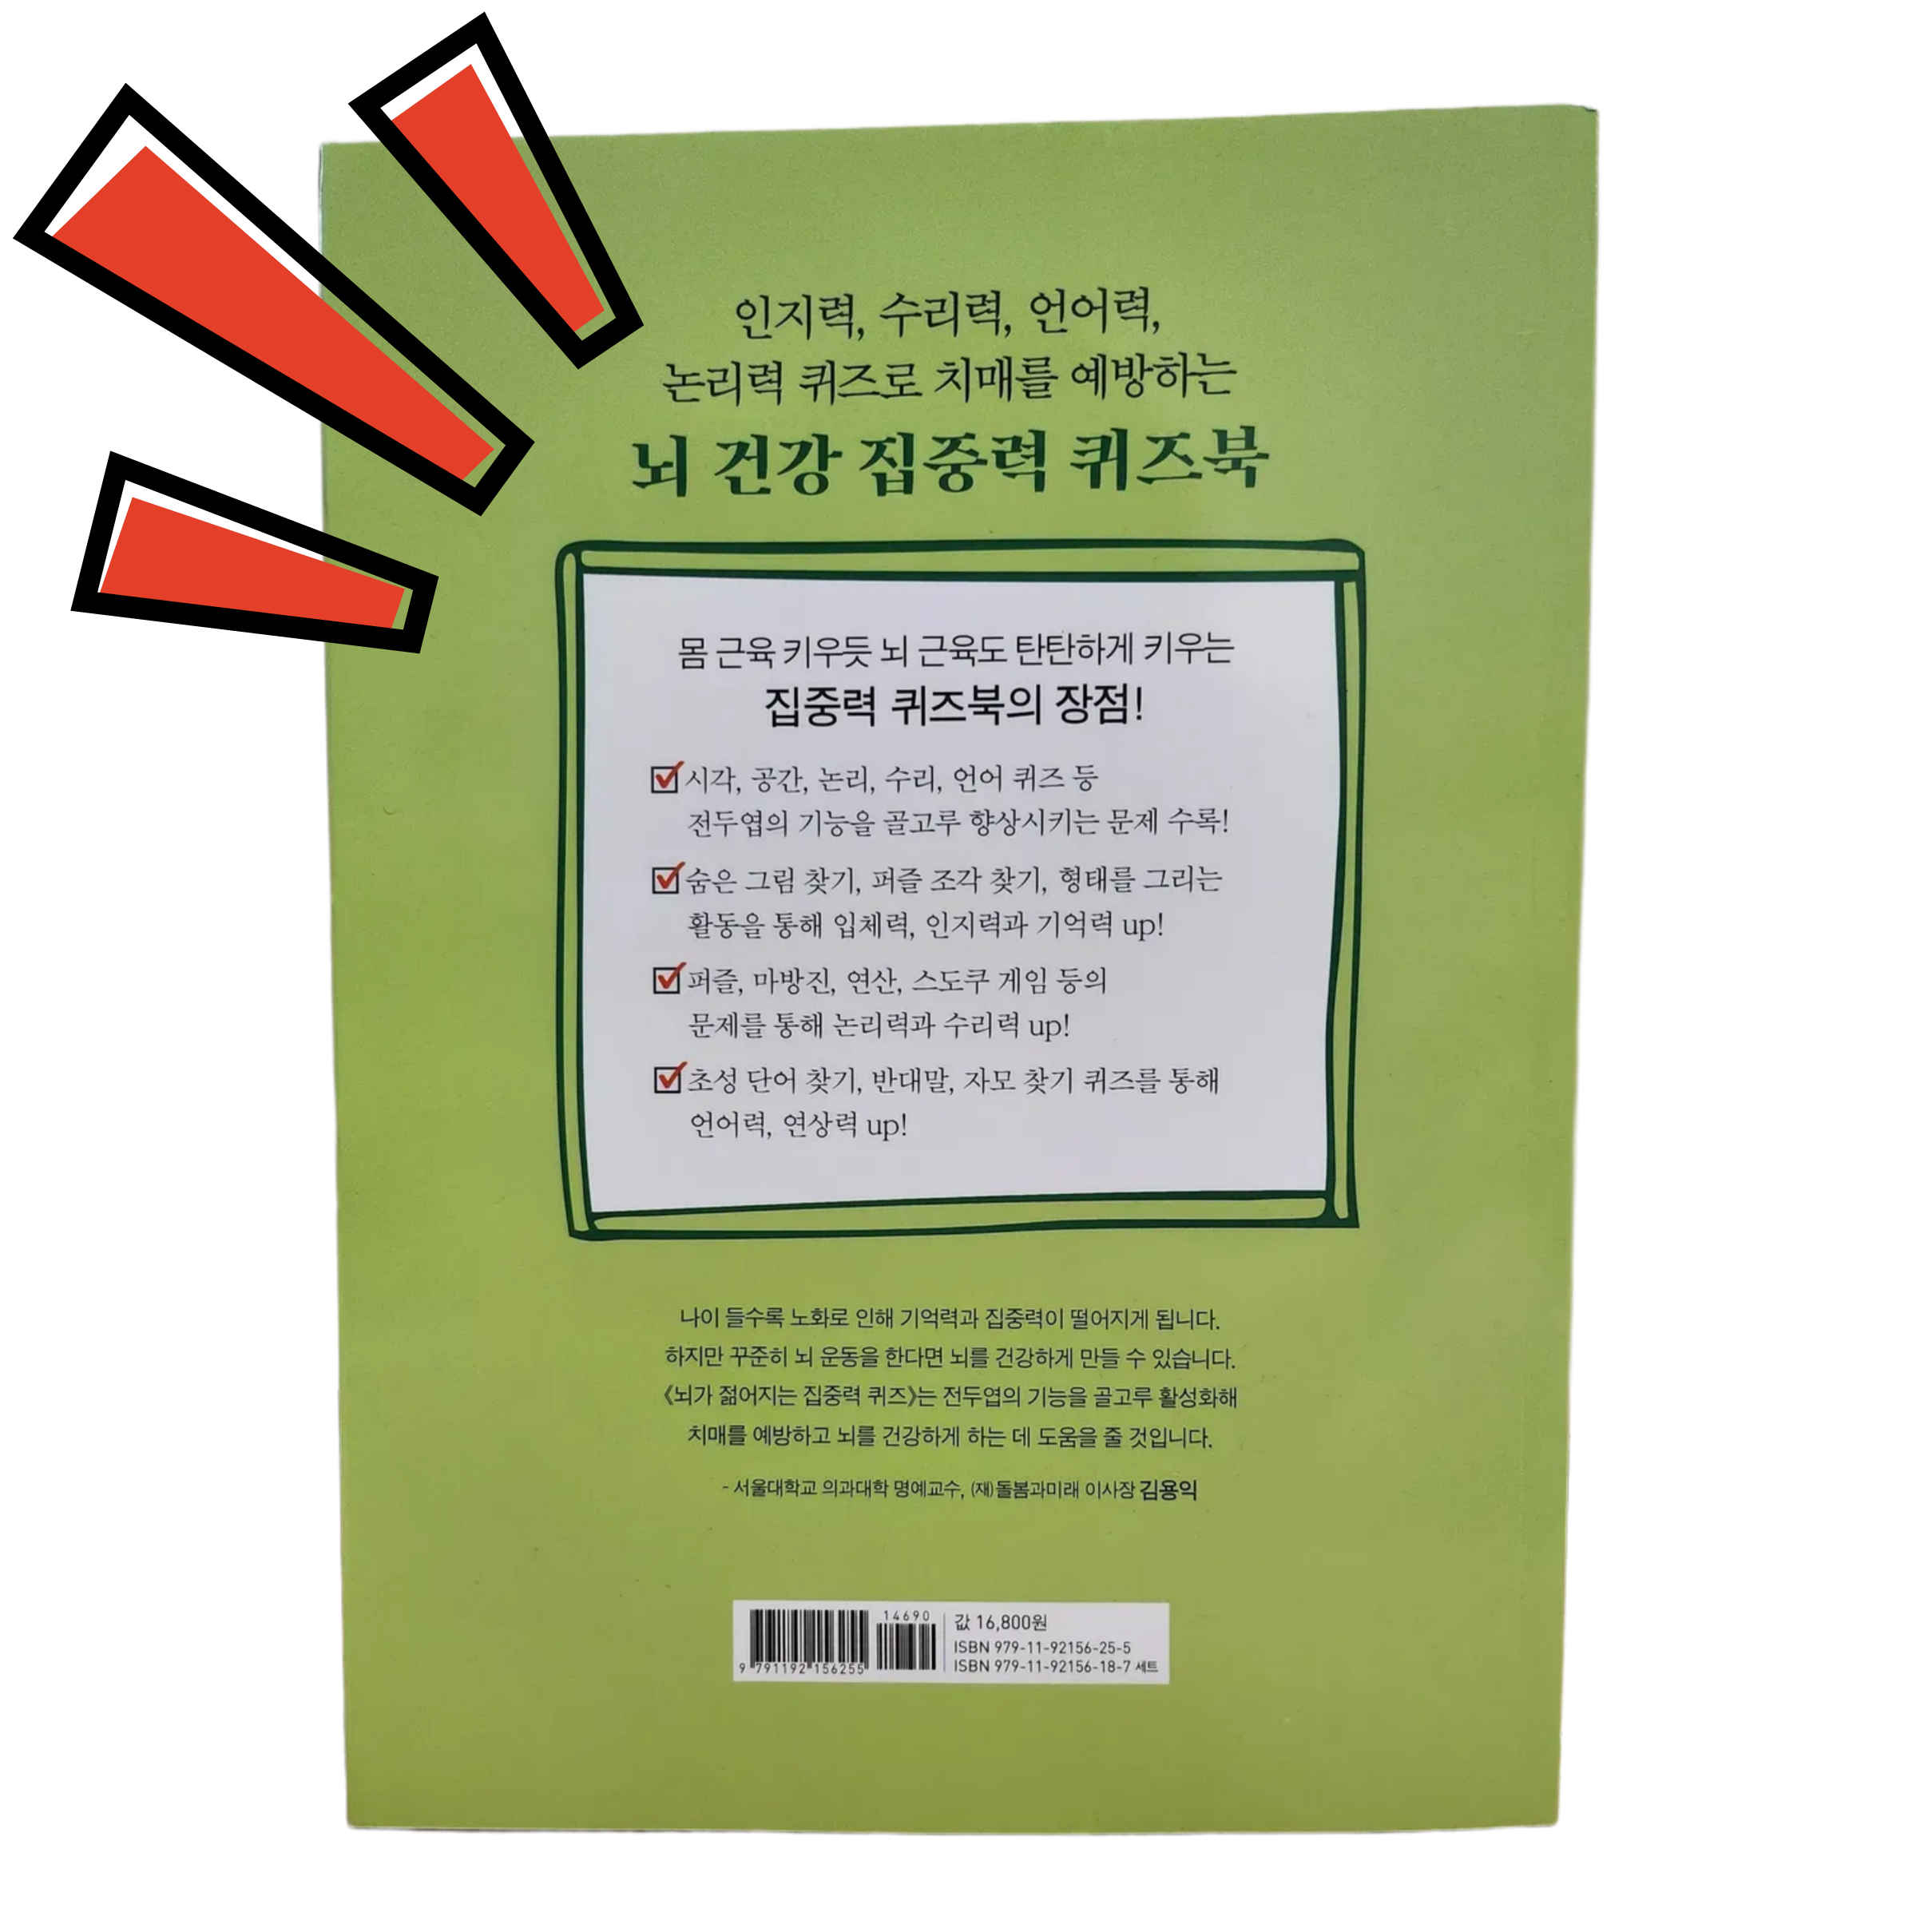 인지력, 수리력, 언어력,
논리력 퀴즈로 치매를 예방하는
뇌 건강 집중력 퀴즈북
몸 근육 키우듯 뇌 근육도 탄탄하게 키우는
집중력 퀴즈북의 장점!
시각, 공간, 논리, 수리, 언어 퀴즈 등
전두엽의 기능을 골고루 향상시키는 문제 수록!
숨은 그림 찾기, 퍼즐 조각 찾기, 형태를 그리는
활동을 통해 입체력, 인지력과 기억력 up!
퍼즐, 마방진, 연산, 스도쿠 게임 등의
문제를 통해 논리력과 수리력 up!
초성 단어 찾기, 반대말, 자모 찾기 퀴즈를 통해
언어력, 연상력 up!
나이 들수록 노화로 인해 기억력과 집중력이 떨어지게 됩니다.
하지만 꾸준히 뇌 운동을 한다면 뇌를 건강하게 만들 수 있습니다.
《뇌가 젊어지는 집중력 퀴즈》는 전두엽의 기능을 골고루 활성화해
치매를 예방하고 뇌를 건강하게 하는 데 도움을 줄 것입니다.
- 서울대학교 의과대학 명예교수, (재)돌봄과미래 이사장 김용익
14690
9 791192 156255
값 16,800원
ISBN 979-11-92156-25-5
ISBN 979-11-92156-18-7 세트